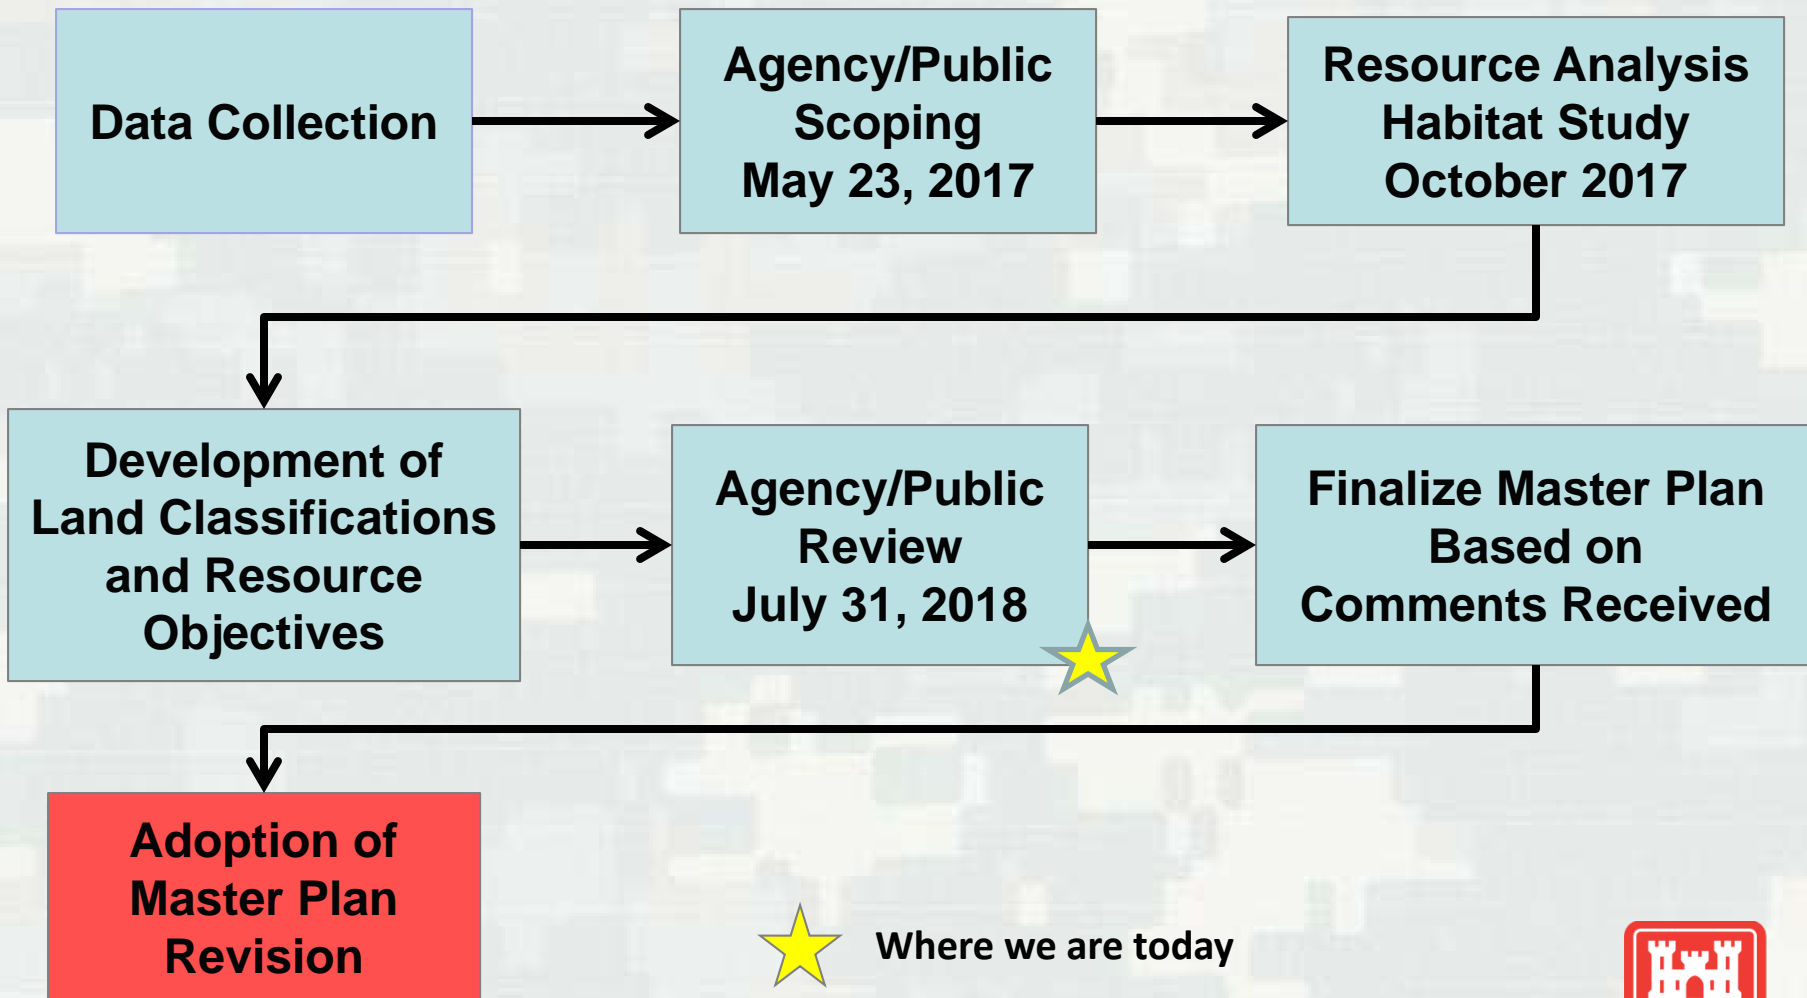 Data Collection
Agency/Public
Scoping
May 23, 2017
Resource Analysis
Habitat Study
October 2017
Development of
Land Classifications
and Resource
Objectives
Agency/Public
Review
July 31, 2018
Finalize Master Plan
Based on
Comments Received
Adoption of
Master Plan
Revision
Where we are today